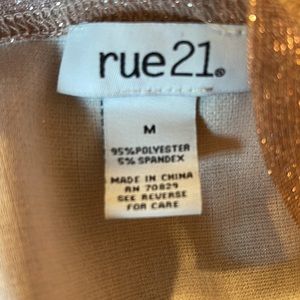 rue21®
M
95%POLYESTER
5% SPANDEX
MADE IN CHINA
RN 70829
SEE REVERSE
FOR CARE